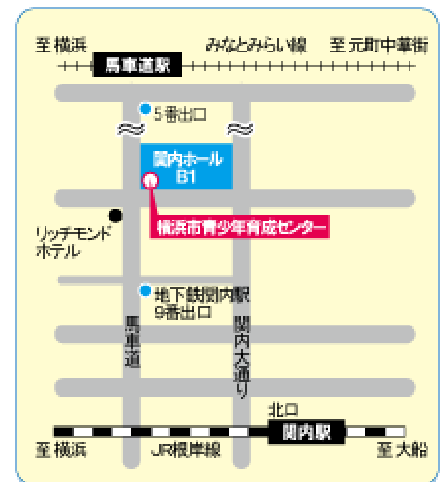 至横浜
みなとみらい線
至元町中華街
馬車道駅
5番出口
関内ホール
B1
横浜市青少年育成センター
リッチモンド
ホテル
地下鉄関内駅
9番出口
馬車道
関内大通り
北口
関内駅
至横浜
JR根岸線
至大船